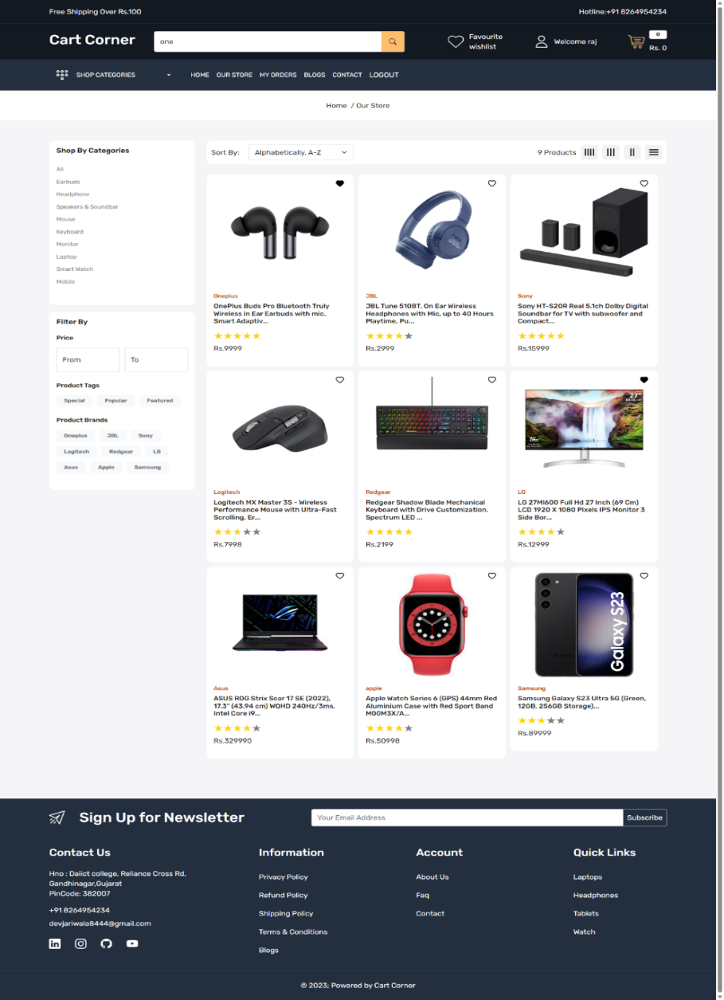 Free Shipping Over Rs.100
Hotline:+91 8264954234
Cart Corner
one
Favourite
wishlist
Welcome raj
0
Rs. 0
SHOP CATEGORIES
HOME OUR STORE MY ORDERS BLOGS CONTACT LOGOUT
Home / Our Store
Shop By Categories
All
Earbuds
Headphone
Speakers & Soundbar
Mouse
Keyboard
Monitor
Laptop
Smart Watch
Mobile
Filter By
Price
From To
Product Tags
Special Popular Featured
Product Brands
Oneplus JBL Sony
Logitech Redgear LG
Asus Apple Samsung
Sort By: Alphabetically, A-Z
9 Products
Oneplus
OnePlus Buds Pro Bluetooth Truly
Wireless in Ear Earbuds with mic,
Smart Adaptiv...
Rs.9999
JBL
JBL
JBL Tune 510BT, On Ear Wireless
Headphones with Mic, up to 40 Hours
Playtime, Pu...
Rs.2999
Sony
Sony HT-S20R Real 5.1ch Dolby Digital
Soundbar for TV with subwoofer and
Compact...
Rs.15999
Logitech
Logitech MX Master 3S - Wireless
Performance Mouse with Ultra-Fast
Scrolling, Er...
Rs.7998
Redgear
Redgear Shadow Blade Mechanical
Keyboard with Drive Customization,
Spectrum LED ...
Rs.2199
27"
LG
LG 27Ml600 Full Hd 27 Inch (69 Cm)
LCD 1920 X 1080 Pixels IPS Monitor 3
Side Bor...
Rs.12999
Asus
ASUS ROG Strix Scar 17 SE (2022),
17.3" (43.94 cm) WQHD 240Hz/3ms,
Intel Core i9...
Rs.329990
apple
Apple Watch Series 6 (GPS) 44mm Red
Aluminium Case with Red Sport Band
M00M3X/A...
Rs.50998
Galaxy S23
Samsung
Samsung Galaxy S23 Ultra 5G (Green,
12GB, 256GB Storage)...
Rs.89999
Sign Up for Newsletter
Your Email Address
Subscribe
Contact Us
Hno : Daiict college, Reliance Cross Rd,
Gandhinagar,Gujarat
PinCode: 382007
+91 8264954234
devjariwala8444@gmail.com
Information
Privacy Policy
Refund Policy
Shipping Policy
Terms & Conditions
Blogs
Account
About Us
Faq
Contact
Quick Links
Laptops
Headphones
Tablets
Watch
© 2023; Powered by Cart Corner